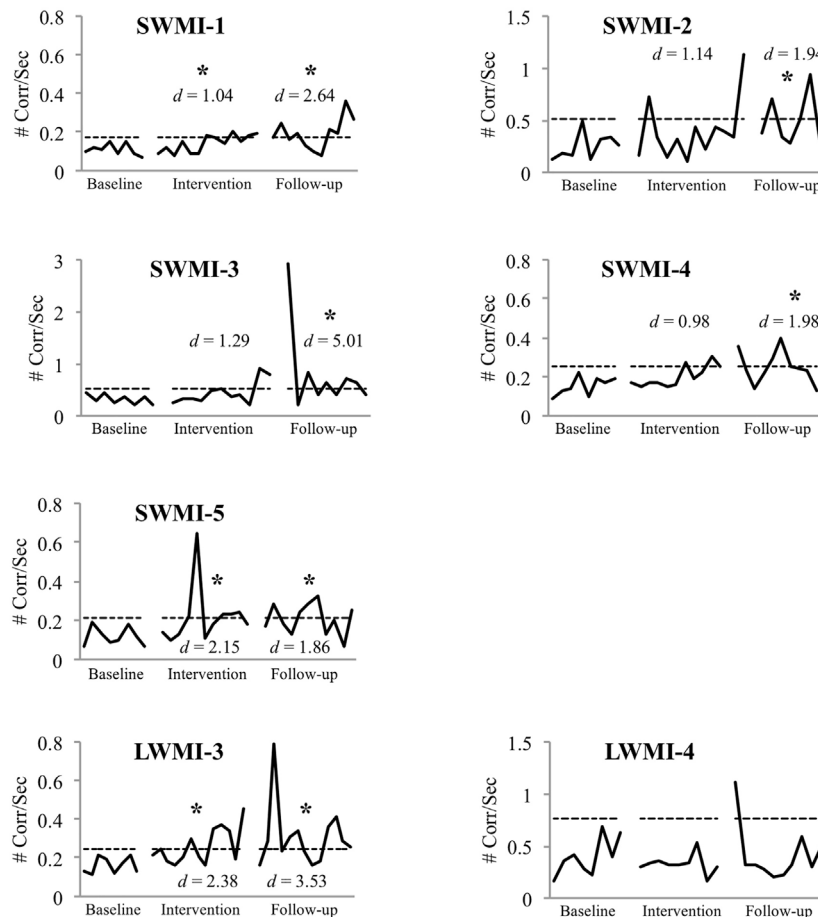 SWMI-1
0.8
0.6
0.4
0.2
0
# Corr/Sec
* *
d = 1.04 d = 2.64
Baseline Intervention Follow-up
SWMI-2
1.5
1
0.5
0
# Corr/Sec
d = 1.14 d = 1.94
*
Baseline Intervention Follow-up
SWMI-3
3
2
1
0
# Corr/Sec
*
d = 1.29 d = 5.01
Baseline Intervention Follow-up
SWMI-4
0.8
0.6
0.4
0.2
0
# Corr/Sec
*
d = 0.98 d = 1.98
Baseline Intervention Follow-up
SWMI-5
0.8
0.6
0.4
0.2
0
# Corr/Sec
* *
d = 2.15 d = 1.86
Baseline Intervention Follow-up
LWMI-3
0.8
0.6
0.4
0.2
0
# Corr/Sec
* *
d = 2.38 d = 3.53
Baseline Intervention Follow-up
LWMI-4
1.5
1
0.5
0
# Corr/Sec
Baseline Intervention Follow-up